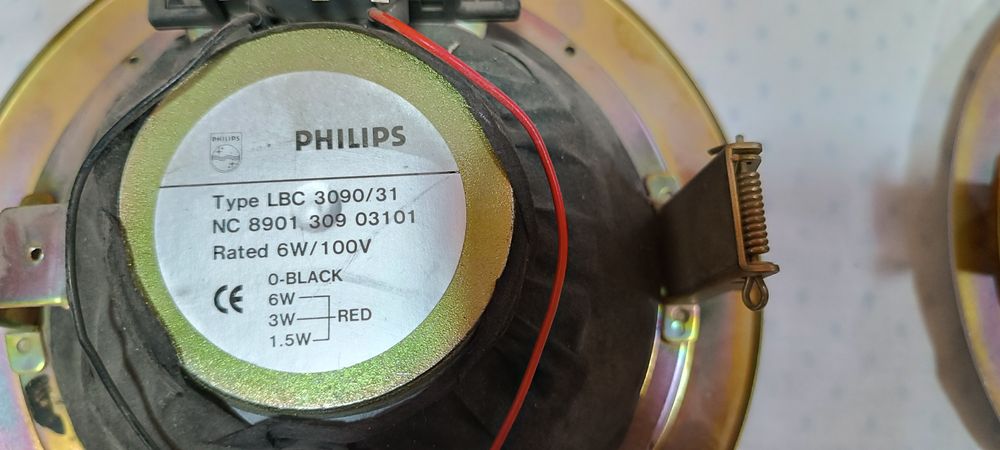 PHILIPS
PHILIPS
Type LBC 3090/31
NC 8901 309 03101
Rated 6W/100V
0-BLACK
CE
6W
3W RED
1.5W